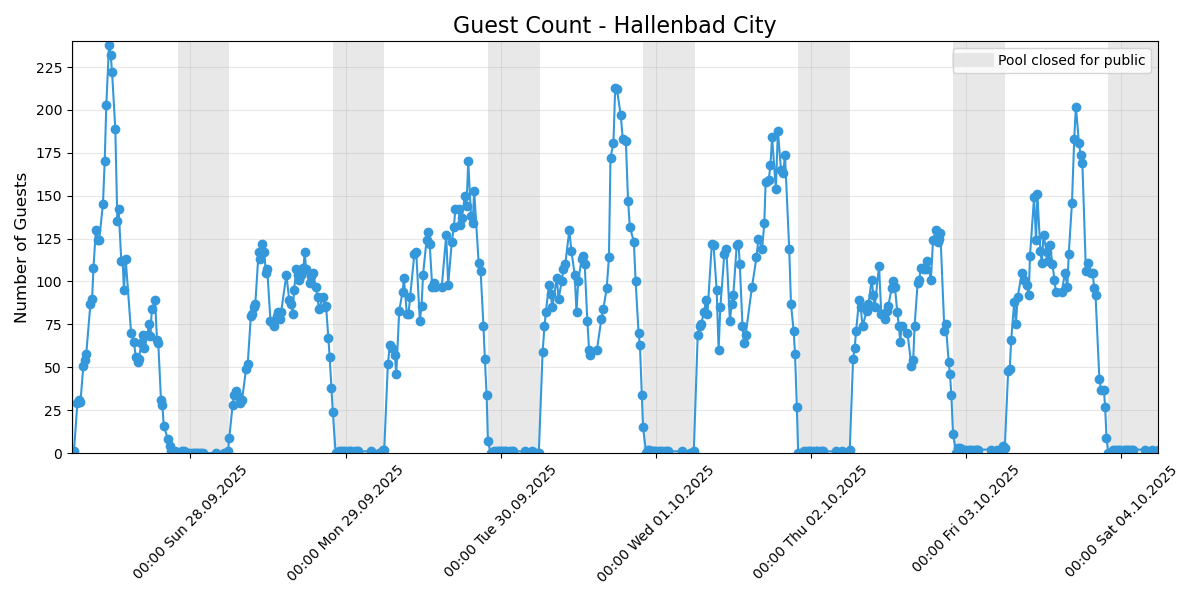 Guest Count - Hallenbad City
Pool closed for public
Number of Guests
225
200
175
150
125
100
75
50
25
0
00:00 Sun 28.09.2025
00:00 Mon 29.09.2025
00:00 Tue 30.09.2025
00:00 Wed 01.10.2025
00:00 Thu 02.10.2025
00:00 Fri 03.10.2025
00:00 Sat 04.10.2025